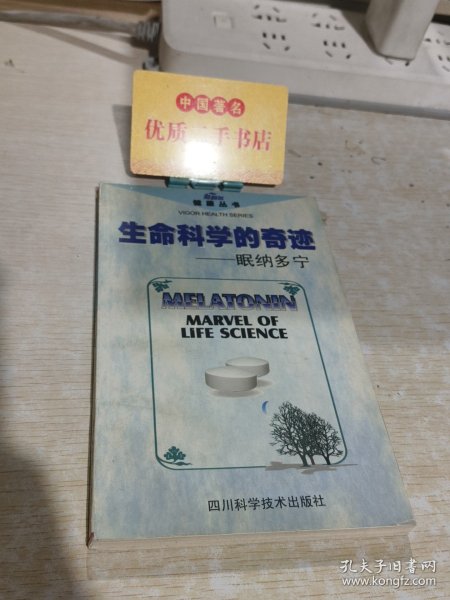 中国著名
优质二手书店
健康丛书
VIGOR HEALTH SERIES
生命科学的奇迹
——眠纳多宁
MELATONIN
MARVEL OF
LIFE SCIENCE
四川科学技术出版社
孔夫子旧书网
www.kongfz.com